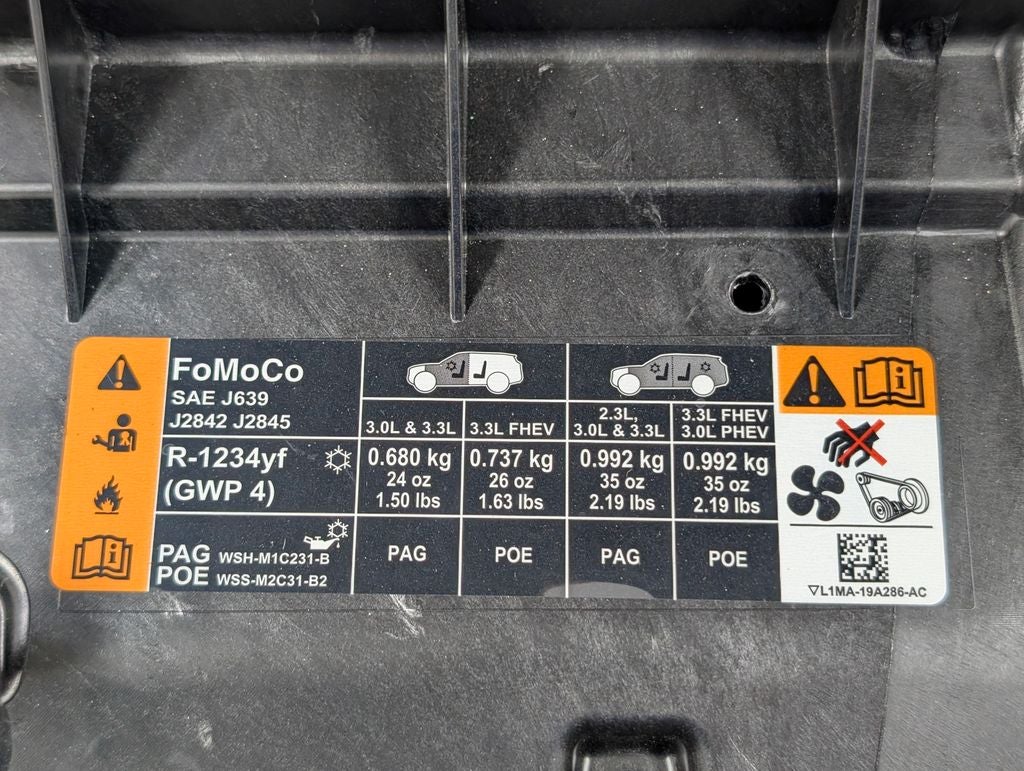 FoMoCo
SAE J639
J2842 J2845
3.0L & 3.3L
3.3L FHEV
2.3L,
3.0L & 3.3L
3.3L FHEV
3.0L PHEV
R-1234yf
(GWP 4)
0.680 kg
24 oz
1.50 lbs
0.737 kg
26 oz
1.63 lbs
0.992 kg
35 oz
2.19 lbs
0.992 kg
35 oz
2.19 lbs
PAG WSH-M1C231-B
POE WSS-M2C31-B2
PAG
POE
PAG
POE
▽L1MA-19A286-AC